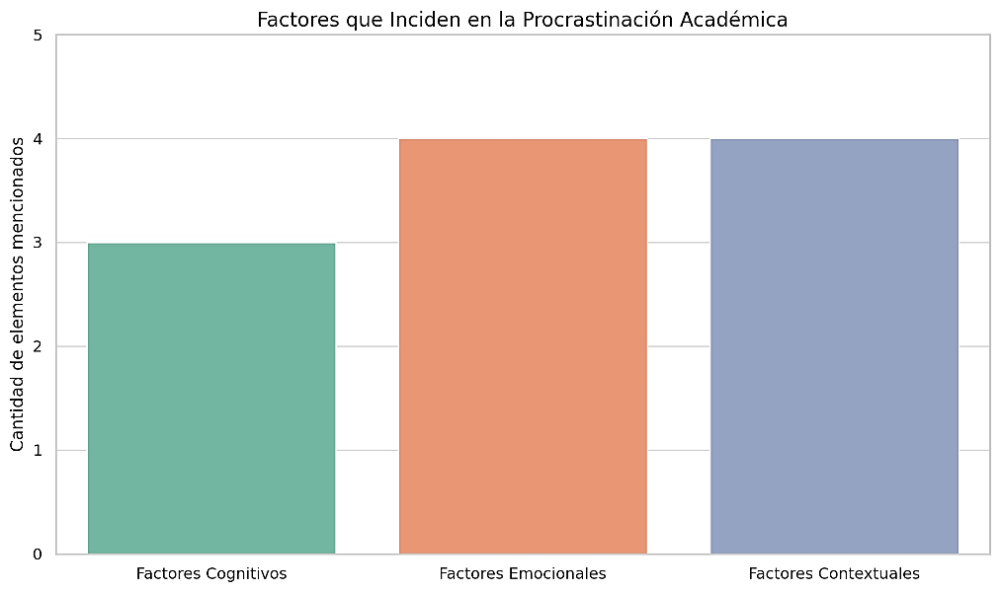 Factores que Inciden en la Procrastinación Académica
Cantidad de elementos mencionados
5
4
3
2
1
0
Factores Cognitivos
Factores Emocionales
Factores Contextuales